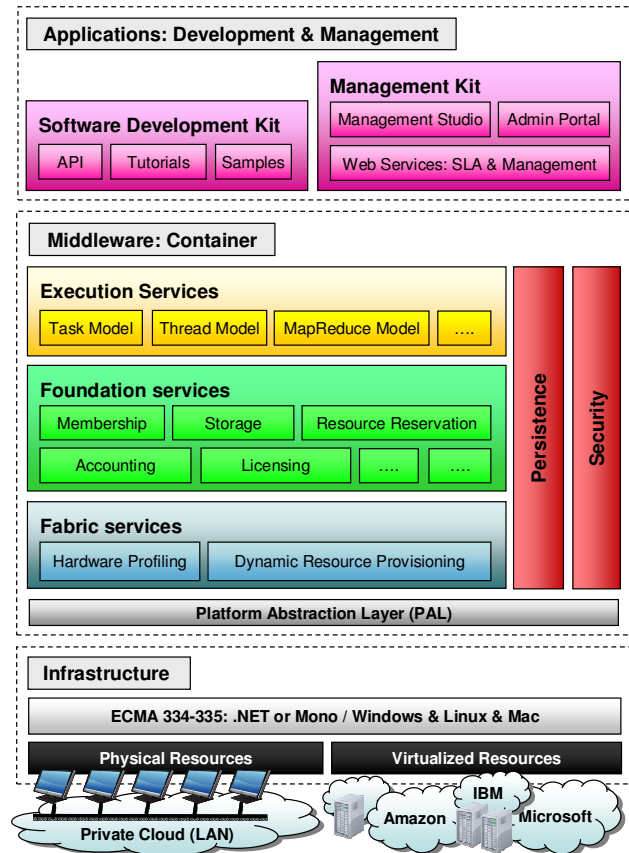 Applications: Development & Management
Software Development Kit
API
Tutorials
Samples
Management Kit
Management Studio
Admin Portal
Web Services: SLA & Management
Middleware: Container
Execution Services
Task Model
Thread Model
MapReduce Model
....
Foundation services
Membership
Storage
Resource Reservation
Accounting
Licensing
....
....
Fabric services
Hardware Profiling
Dynamic Resource Provisioning
Persistence
Security
Platform Abstraction Layer (PAL)
Infrastructure
ECMA 334-335: .NET or Mono / Windows & Linux & Mac
Physical Resources
Virtualized Resources
Private Cloud (LAN)
Amazon
IBM
Microsoft